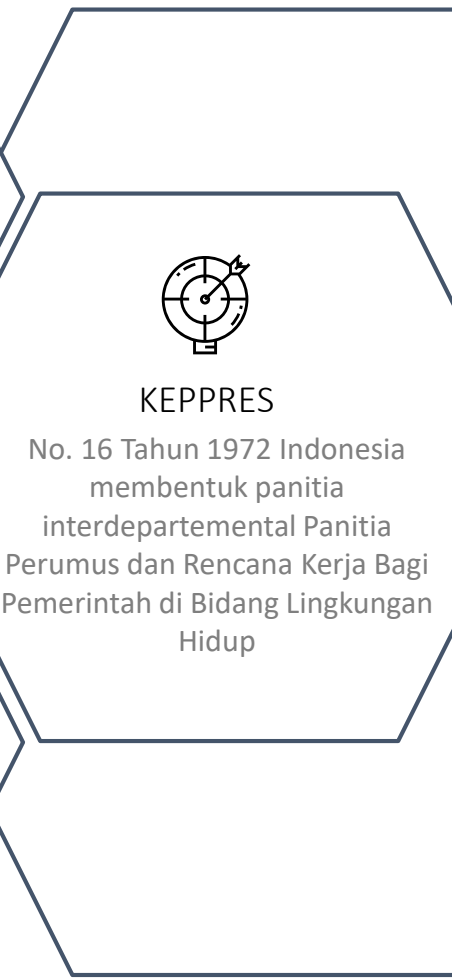 KEPPRES
No. 16 Tahun 1972 Indonesia
membentuk panitia
interdepartemental Panitia
Perumus dan Rencana Kerja Bagi
Pemerintah di Bidang Lingkungan
Hidup